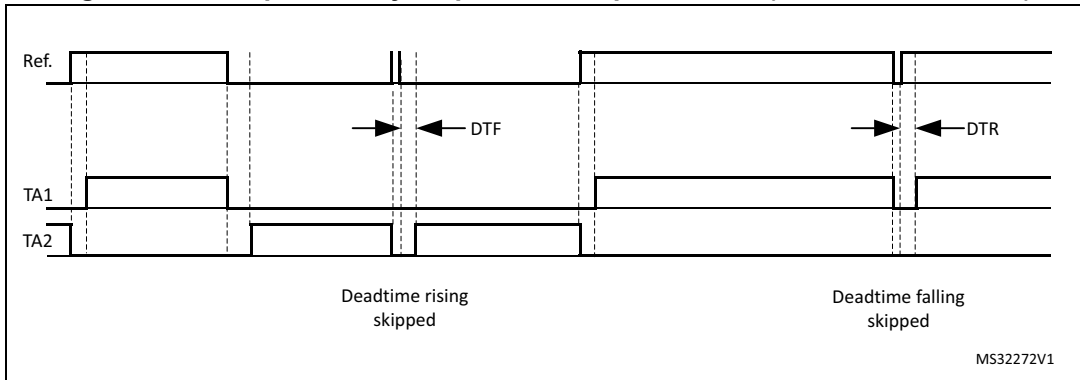 Ref.
DTF
DTR
TA1
TA2
Deadtime rising
skipped
Deadtime falling
skipped
MS32272V1